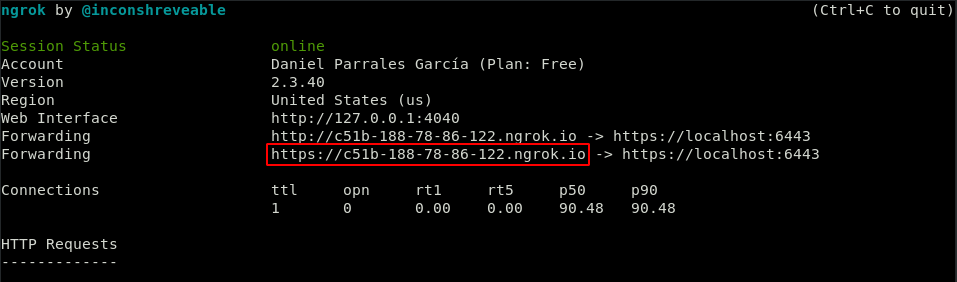 ngrok by @inconshreveable (Ctrl+C to quit)
Session Status online
Account Daniel Parrales García (Plan: Free)
Version 2.3.40
Region United States (us)
Web Interface http://127.0.0.1:4040
Forwarding http://c51b-188-78-86-122.ngrok.io -> https://localhost:6443
Forwarding https://c51b-188-78-86-122.ngrok.io -> https://localhost:6443
Connections ttl opn rt1 rt5 p50 p90
1 0 0.00 0.00 90.48 90.48
HTTP Requests
-------------